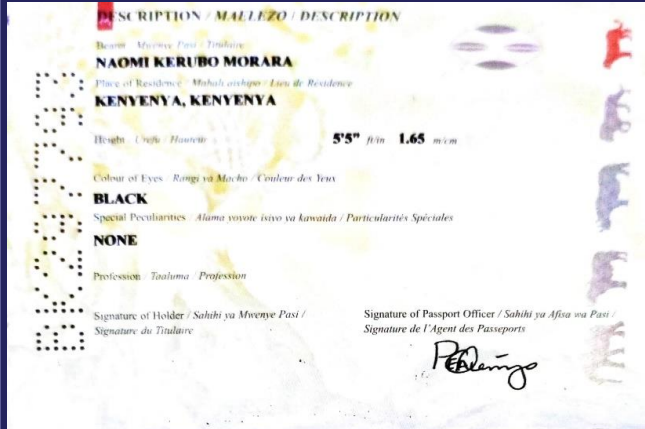 DESCRIPTION / MALLEZO / DESCRIPTION
Bearer / Mwenye Pasi / Titulaire
NAOMI KERUBO MORARA
Place of Residence / Mahali aishipo / Lieu de Résidence
KENYENYA, KENYENYA
Height / Urefu / Hauteur 5'5" ft/in 1.65 m/cm
Colour of Eyes / Rangi ya Macho / Couleur des Yeux
BLACK
Special Peculiarities / Alama yoyote isiyo ya kawaida / Particularités Spéciales
NONE
Profession / Taaluma / Profession
Signature of Holder / Sahihi ya Mwenye Pasi /
Signature du Titulaire
Signature of Passport Officer / Sahihi ya Afisa wa Pasi /
Signature de l'Agent des Passeports